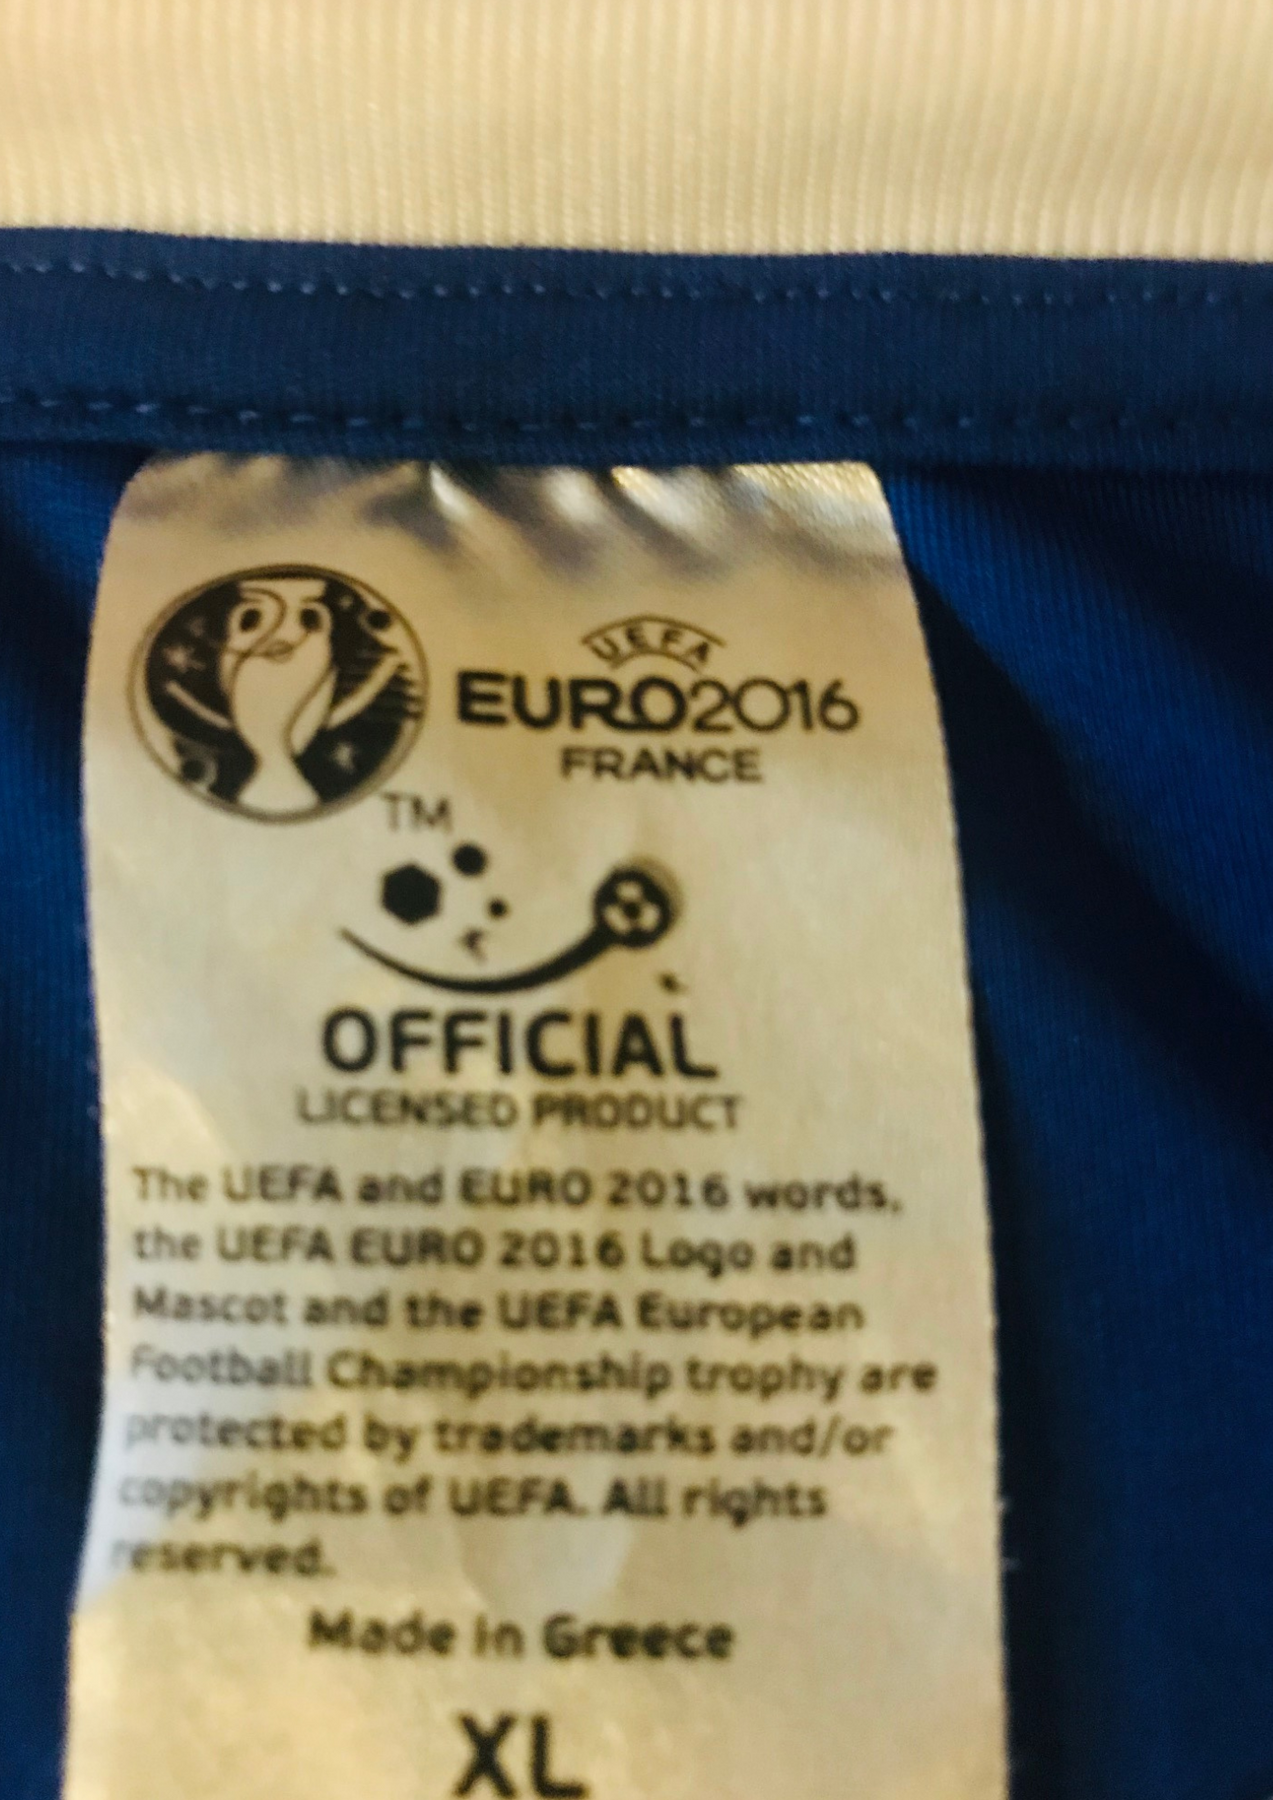 UEFA
EURO2016
FRANCE
TM
OFFICIAL
LICENSED PRODUCT
The UEFA and EURO 2016 words,
the UEFA EURO 2016 Logo and
Mascot and the UEFA European
Football Championship trophy are
protected by trademarks and/or
copyrights of UEFA. All rights
reserved.
Made in Greece
XL